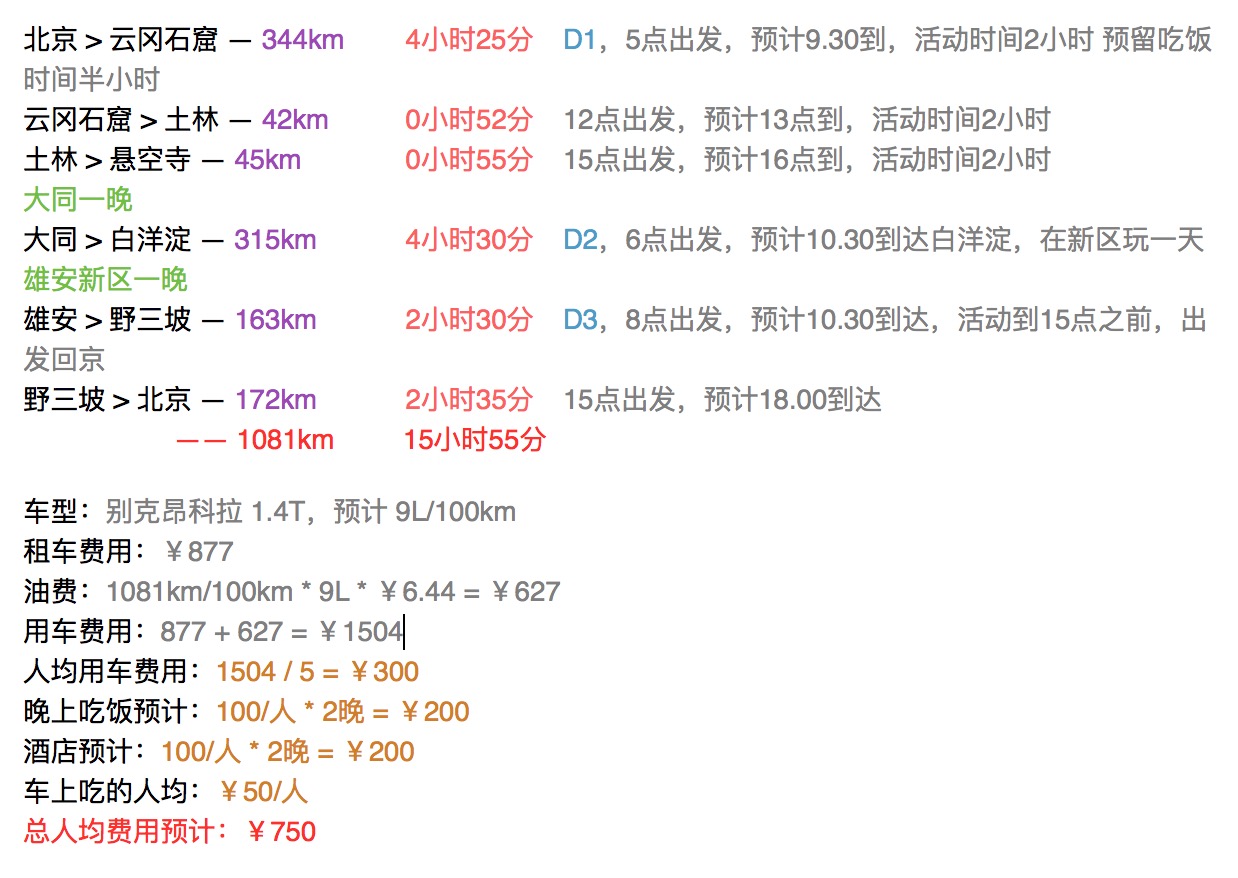 北京 > 云冈石窟 — 344km 4小时25分 D1，5点出发，预计9.30到，活动时间2小时 预留吃饭
时间半小时
云冈石窟 > 土林 — 42km 0小时52分 12点出发，预计13点到，活动时间2小时
土林 > 悬空寺 — 45km 0小时55分 15点出发，预计16点到，活动时间2小时
大同一晚
大同 > 白洋淀 — 315km 4小时30分 D2，6点出发，预计10.30到达白洋淀，在新区玩一天
雄安新区一晚
雄安 > 野三坡 — 163km 2小时30分 D3，8点出发，预计10.30到达，活动到15点之前，出
发回京
野三坡 > 北京 — 172km 2小时35分 15点出发，预计18.00到达
—— 1081km 15小时55分
车型：别克昂科拉 1.4T，预计 9L/100km
租车费用：￥877
油费：1081km/100km * 9L * ￥6.44 = ￥627
用车费用：877 + 627 = ￥1504
人均用车费用：1504 / 5 = ￥300
晚上吃饭预计：100/人 * 2晚 = ￥200
酒店预计：100/人 * 2晚 = ￥200
车上吃的人均：￥50/人
总人均费用预计：￥750